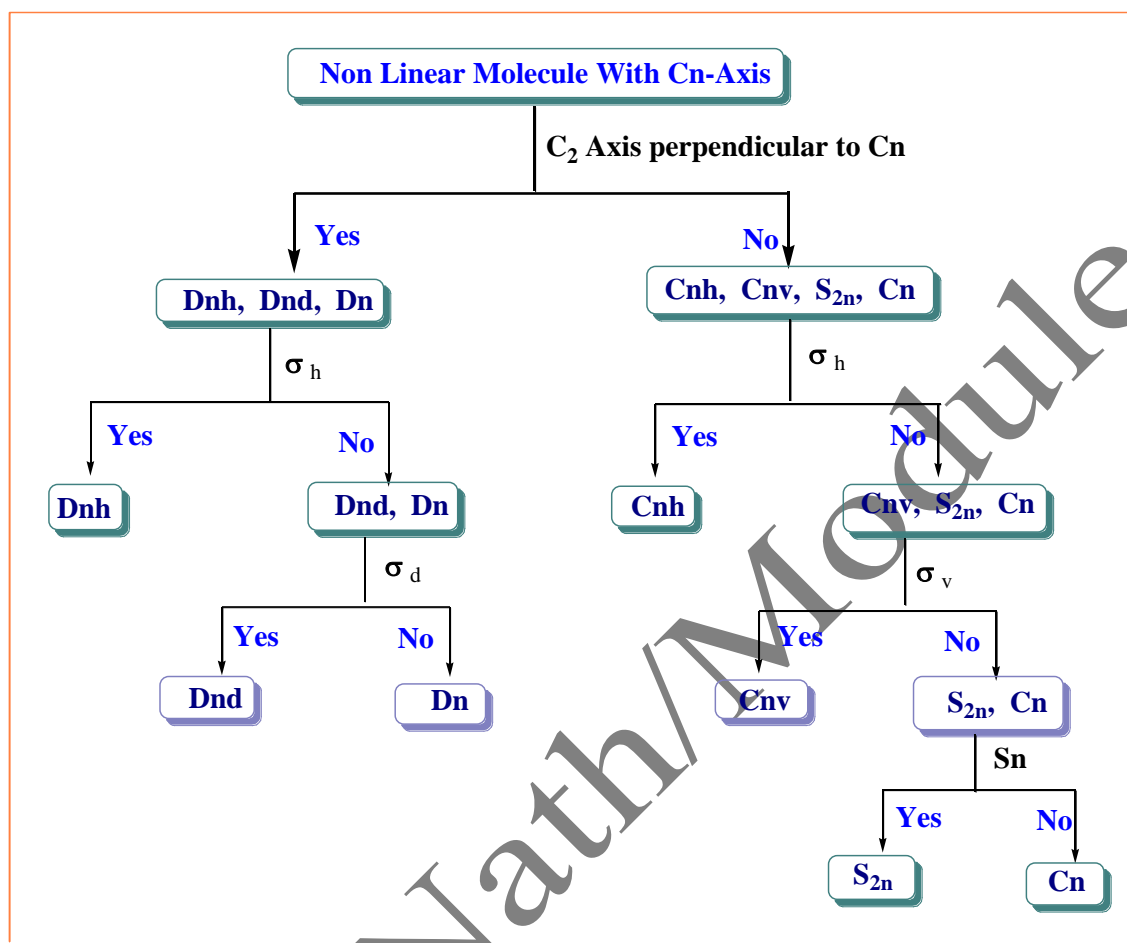 Non Linear Molecule With Cn-Axis
C₂ Axis perpendicular to Cn
Yes
No
Dnh, Dnd, Dn
Cnh, Cnv, S₂ₙ, Cn
σ h
σ h
Yes
No
Yes
No
Dnh
Dnd, Dn
Cnh
Cnv, S₂ₙ, Cn
σ d
σ v
Yes
No
Yes
No
Dnd
Dn
Cnv
S₂ₙ, Cn
Sn
Yes
No
S₂ₙ
Cn
Nath/Module